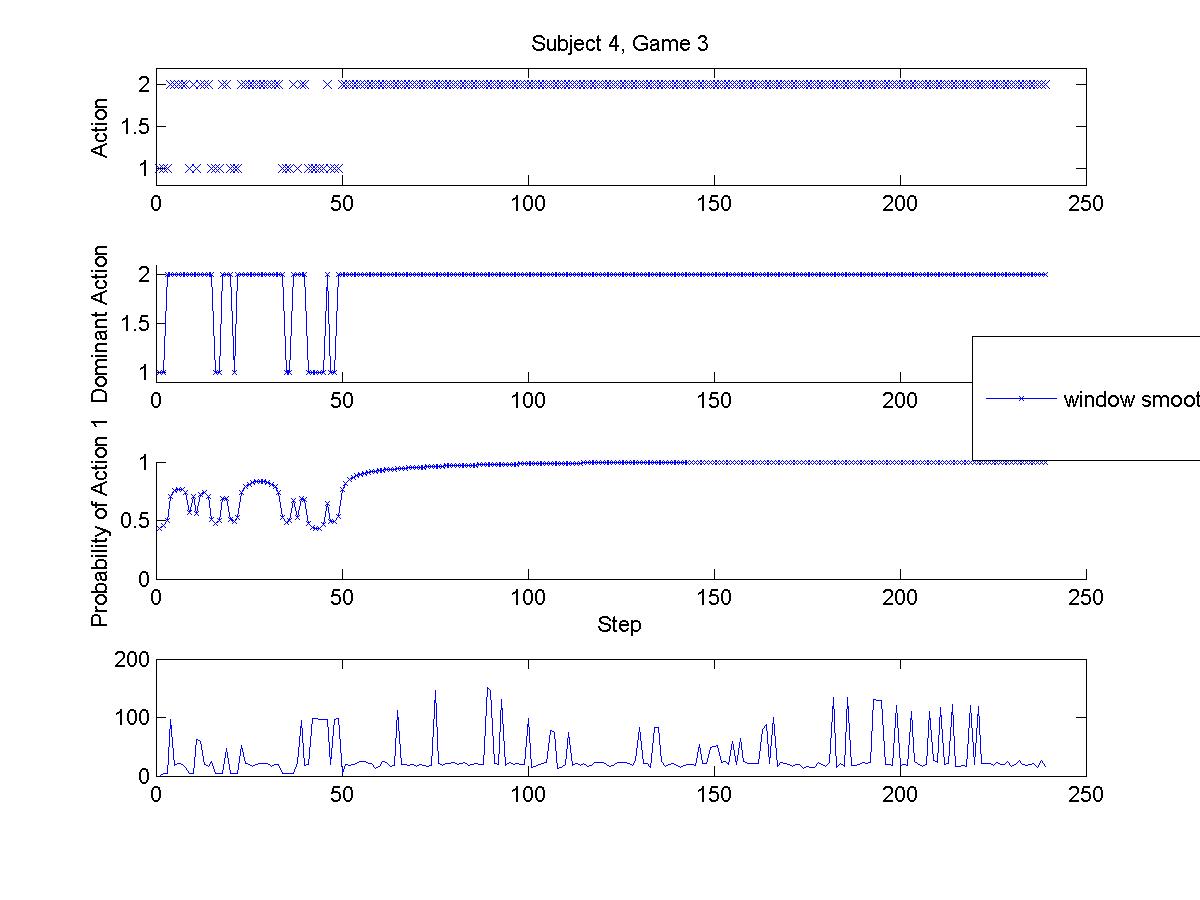 Subject 4, Game 3
Action
2
1.5
1
0 50 100 150 200 250
Dominant Action
2
1.5
1
0 50 100 150 200
window smoot
Probability of Action 1
1
0.5
0
0 50 100 150 200 250
Step
200
100
0
0 50 100 150 200 250